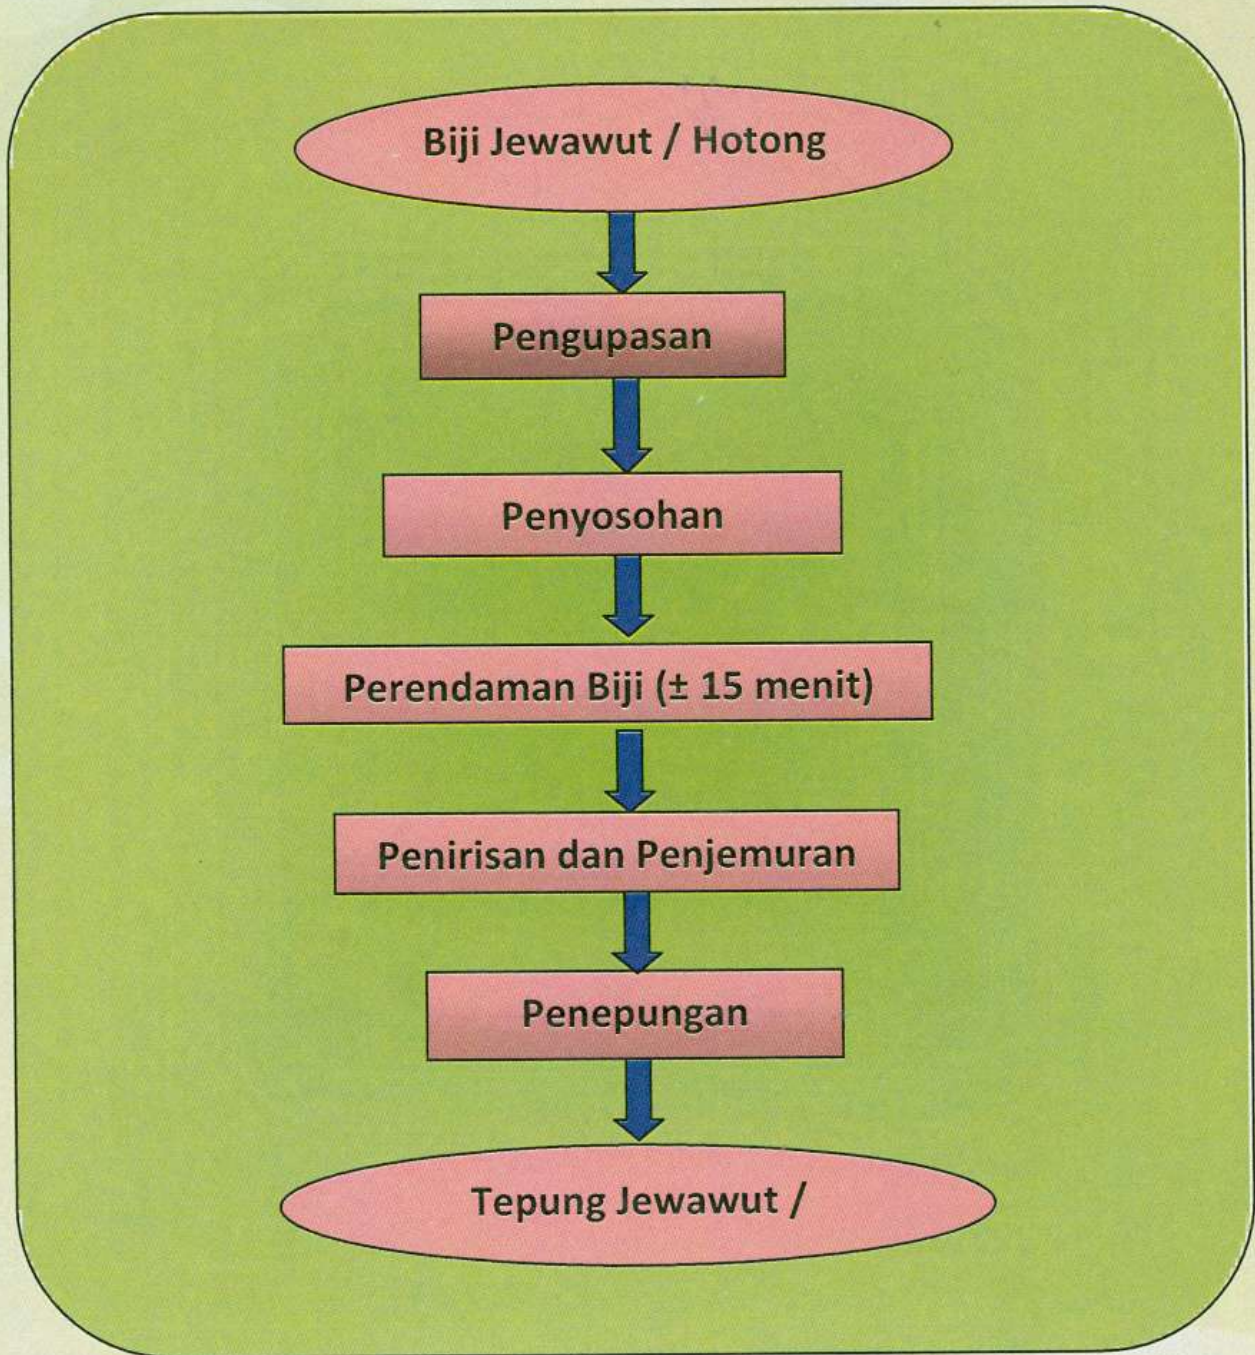 Biji Jewawut / Hotong
Pengupasan
Penyosohan
Perendaman Biji (± 15 menit)
Penirisan dan Penjemuran
Penepungan
Tepung Jewawut /